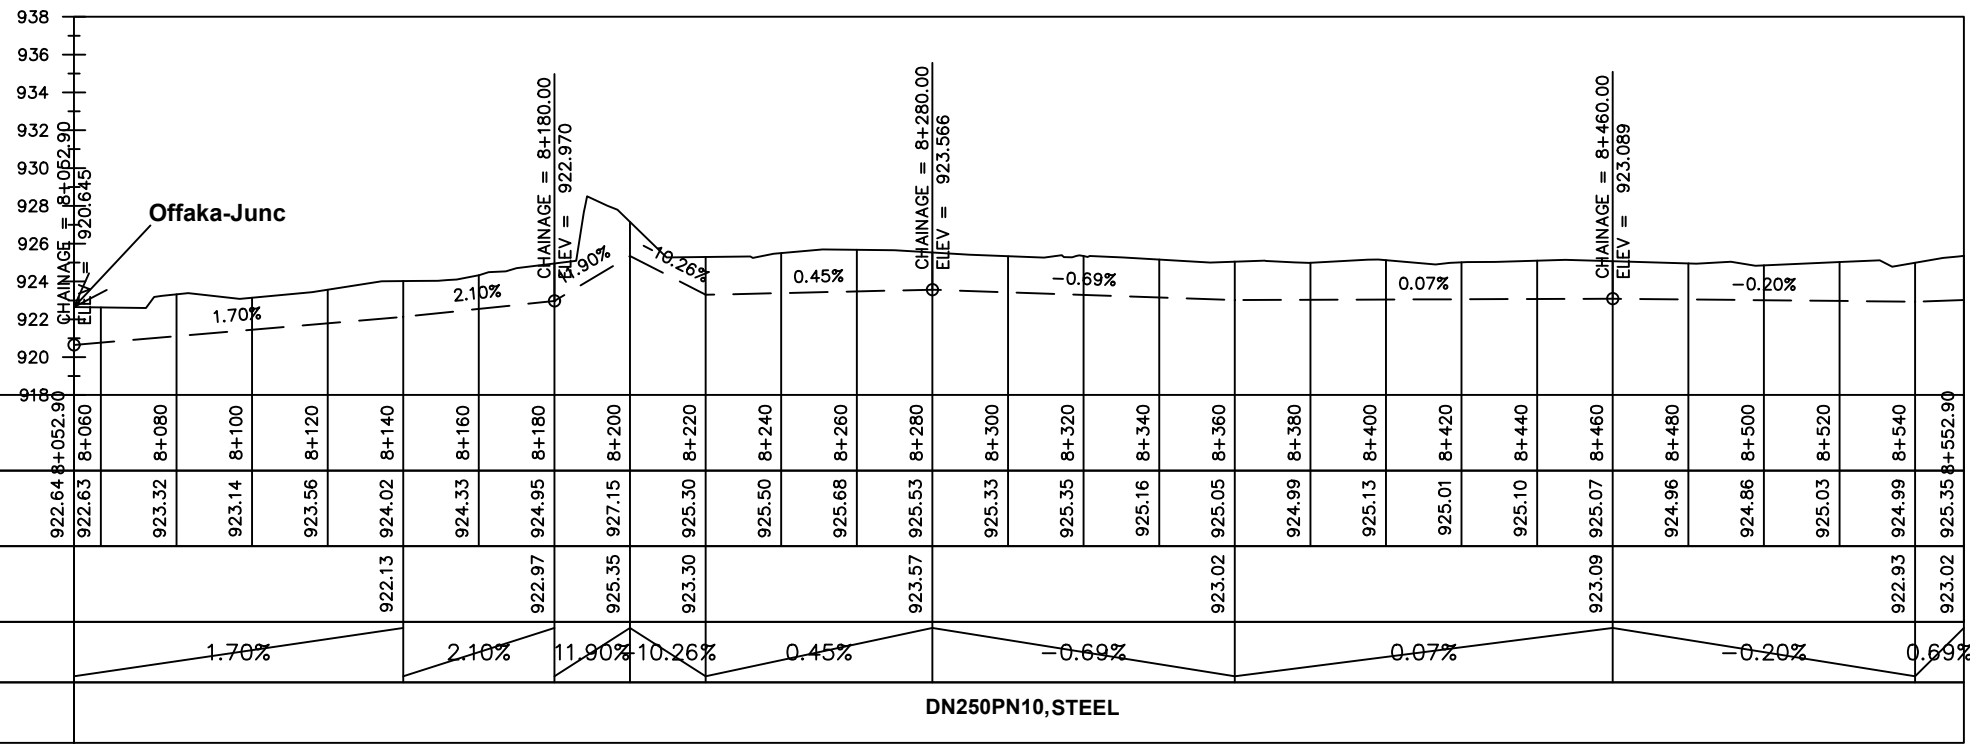 938
936
934
932
930
928
926
924
922
920
918
CHAINAGE = 8+052.90
ELEV = 920.645
Offaka-Junc
CHAINAGE = 8+180.00
ELEV = 922.970
CHAINAGE = 8+280.00
ELEV = 923.566
CHAINAGE = 8+460.00
ELEV = 923.089
1.70%
2.10%
11.90%
−10.26%
0.45%
−0.69%
0.07%
−0.20%
8+052.90 8+060 8+080 8+100 8+120 8+140 8+160 8+180 8+200 8+220 8+240 8+260 8+280 8+300 8+320 8+340 8+360 8+380 8+400 8+420 8+440 8+460 8+480 8+500 8+520 8+540 8+552.90
922.64 922.63 923.32 923.14 923.56 924.02 924.33 924.95 927.15 925.30 925.50 925.68 925.53 925.33 925.35 925.16 925.05 924.99 925.13 925.01 925.10 925.07 924.96 924.86 925.03 924.99 925.35
922.13 922.97 925.35 923.30 923.57 923.02 923.09 922.93 923.02
1.70% 2.10% 11.90% −10.26% 0.45% −0.69% 0.07% −0.20% 0.69%
DN250PN10,STEEL